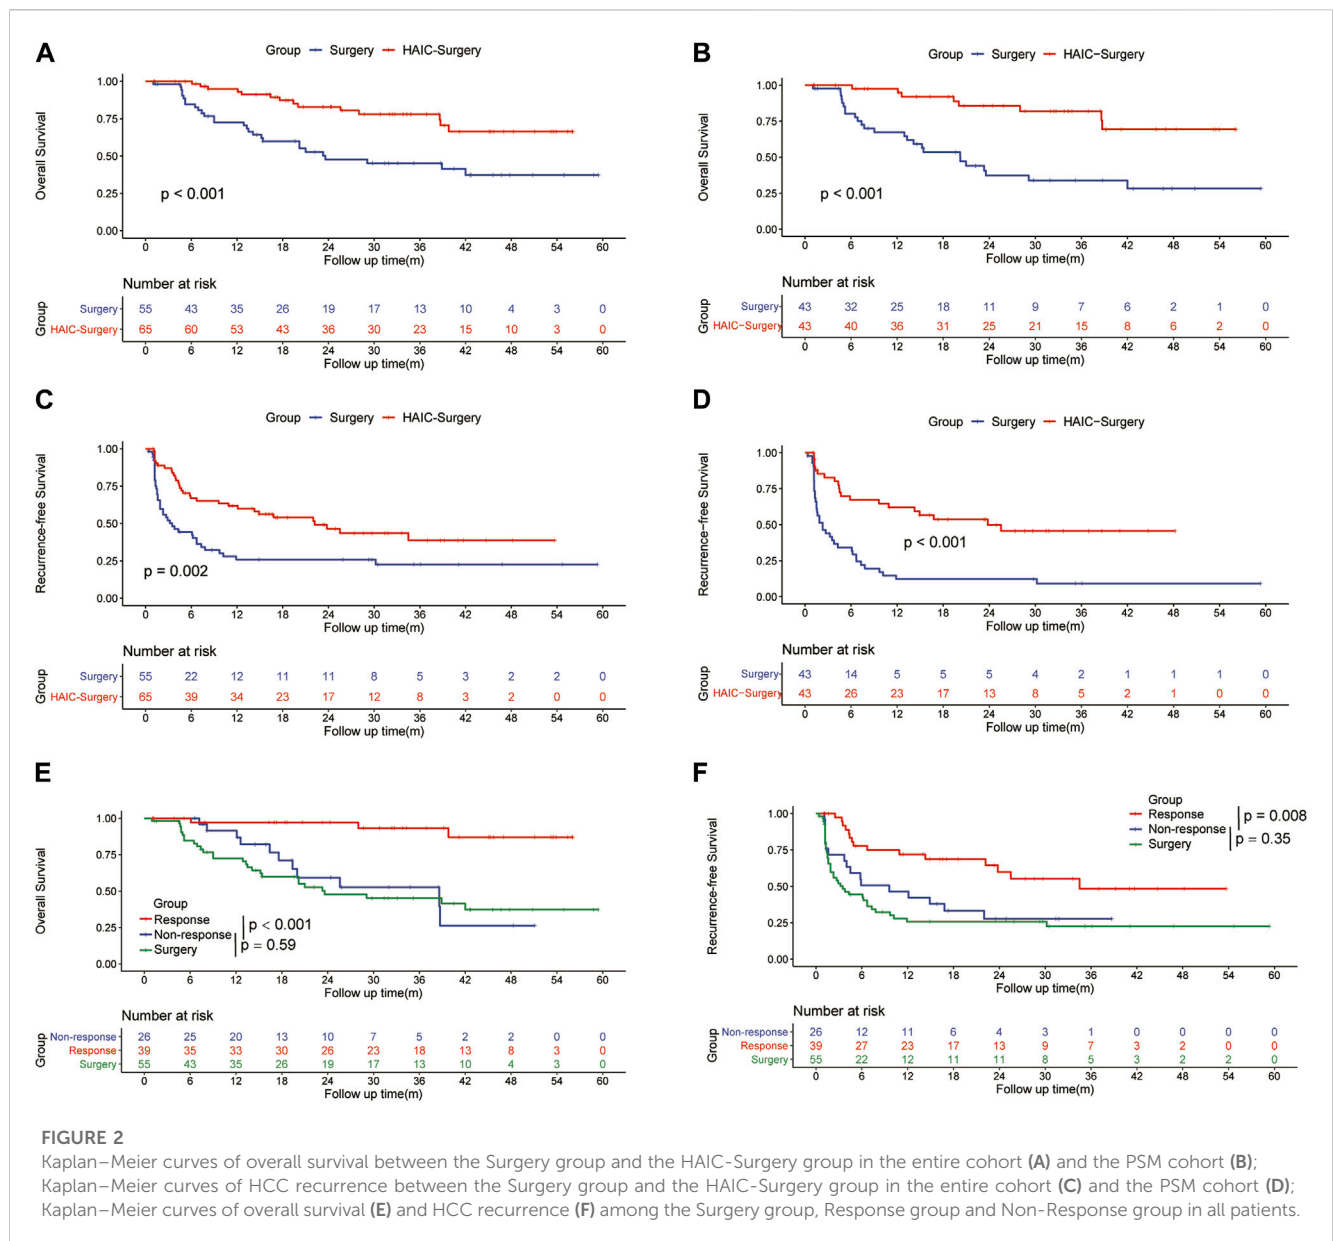 A
Group Surgery HAIC-Surgery
Overall Survival
1.00
0.75
0.50
0.25
0.00
p < 0.001
0 6 12 18 24 30 36 42 48 54 60
Follow up time(m)
Number at risk
Group
Surgery 55 43 35 26 19 17 13 10 4 3 0
HAIC-Surgery 65 60 53 43 36 30 23 15 10 3 0
0 6 12 18 24 30 36 42 48 54 60
Follow up time(m)
B
Group Surgery HAIC-Surgery
Overall Survival
1.00
0.75
0.50
0.25
0.00
p < 0.001
0 6 12 18 24 30 36 42 48 54 60
Follow up time(m)
Number at risk
Group
Surgery 43 32 25 18 11 9 7 6 2 1 0
HAIC-Surgery 43 40 36 31 25 21 15 8 6 2 0
0 6 12 18 24 30 36 42 48 54 60
Follow up time(m)
C
Group Surgery HAIC-Surgery
Recurrence-free Survival
1.00
0.75
0.50
0.25
0.00
p = 0.002
0 6 12 18 24 30 36 42 48 54 60
Follow up time(m)
Number at risk
Group
Surgery 55 22 12 11 11 8 5 3 2 2 0
HAIC-Surgery 65 39 34 23 17 12 8 3 2 0 0
0 6 12 18 24 30 36 42 48 54 60
Follow up time(m)
D
Group Surgery HAIC-Surgery
Recurrence-free Survival
1.00
0.75
0.50
0.25
0.00
p < 0.001
0 6 12 18 24 30 36 42 48 54 60
Follow up time(m)
Number at risk
Group
Surgery 43 14 5 5 5 4 2 1 1 1 0
HAIC-Surgery 43 26 23 17 13 8 5 2 1 0 0
0 6 12 18 24 30 36 42 48 54 60
Follow up time(m)
E
Overall Survival
1.00
0.75
0.50
0.25
0.00
Group
Response
Non-response
Surgery
p < 0.001
p = 0.59
0 6 12 18 24 30 36 42 48 54 60
Follow up time(m)
Number at risk
Group
Non-response 26 25 20 13 10 7 5 2 2 0 0
Response 39 35 33 30 26 23 18 13 8 3 0
Surgery 55 43 35 26 19 17 13 10 4 3 0
0 6 12 18 24 30 36 42 48 54 60
Follow up time(m)
F
Group
Response
Non-response
Surgery
p = 0.008
p = 0.35
Recurrence-free Survival
1.00
0.75
0.50
0.25
0.00
0 6 12 18 24 30 36 42 48 54 60
Follow up time(m)
Number at risk
Group
Non-response 26 12 11 6 4 3 1 0 0 0 0
Response 39 27 23 17 13 9 7 3 2 0 0
Surgery 55 22 12 11 11 8 5 3 2 2 0
0 6 12 18 24 30 36 42 48 54 60
Follow up time(m)
FIGURE 2
Kaplan–Meier curves of overall survival between the Surgery group and the HAIC-Surgery group in the entire cohort (A) and the PSM cohort (B);
Kaplan–Meier curves of HCC recurrence between the Surgery group and the HAIC-Surgery group in the entire cohort (C) and the PSM cohort (D);
Kaplan–Meier curves of overall survival (E) and HCC recurrence (F) among the Surgery group, Response group and Non-Response group in all patients.